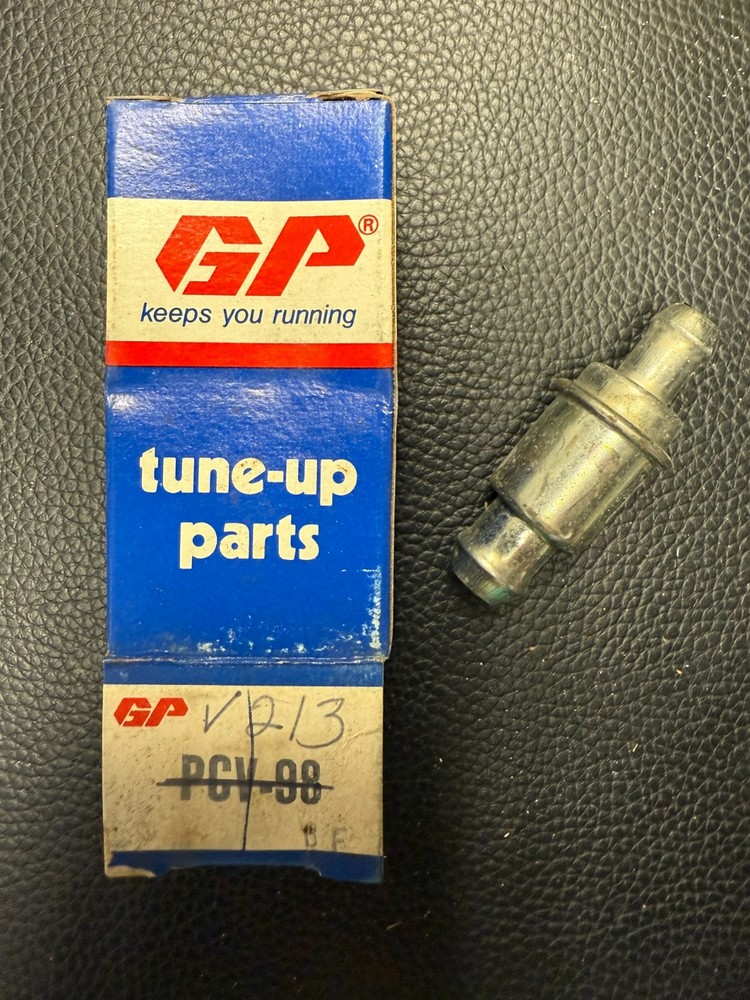 GP®
keeps you running
tune-up
parts
GP V213
PCV-98